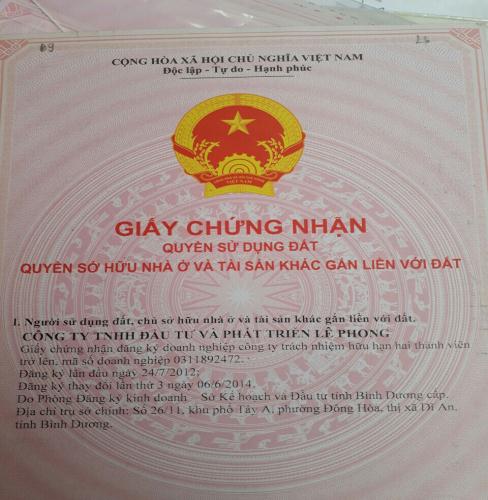 CỘNG HÒA XÃ HỘI CHỦ NGHĨA VIỆT NAM
Độc lập - Tự do - Hạnh phúc
VIỆT NAM
GIẤY CHỨNG NHẬN
QUYỀN SỬ DỤNG ĐẤT
QUYỀN SỞ HỮU NHÀ Ở VÀ TÀI SẢN KHÁC GẮN LIỀN VỚI ĐẤT
I. Người sử dụng đất, chủ sở hữu nhà ở và tài sản khác gắn liền với đất.
CÔNG TY TNHH ĐẦU TƯ VÀ PHÁT TRIỂN LÊ PHONG
Giấy chứng nhận đăng ký doanh nghiệp công ty trách nhiệm hữu hạn hai thành viên
trở lên, mã số doanh nghiệp 0311892472.
Đăng ký lần đầu ngày 24/7/2012;
Đăng ký thay đổi lần thứ 3 ngày 06/6/2014.
Do Phòng Đăng ký kinh doanh - Sở Kế hoạch và Đầu tư tỉnh Bình Dương cấp.
Địa chỉ trụ sở chính: Số 26/11, khu phố Tây A, phường Đông Hòa, thị xã Dĩ An,
tỉnh Bình Dương.